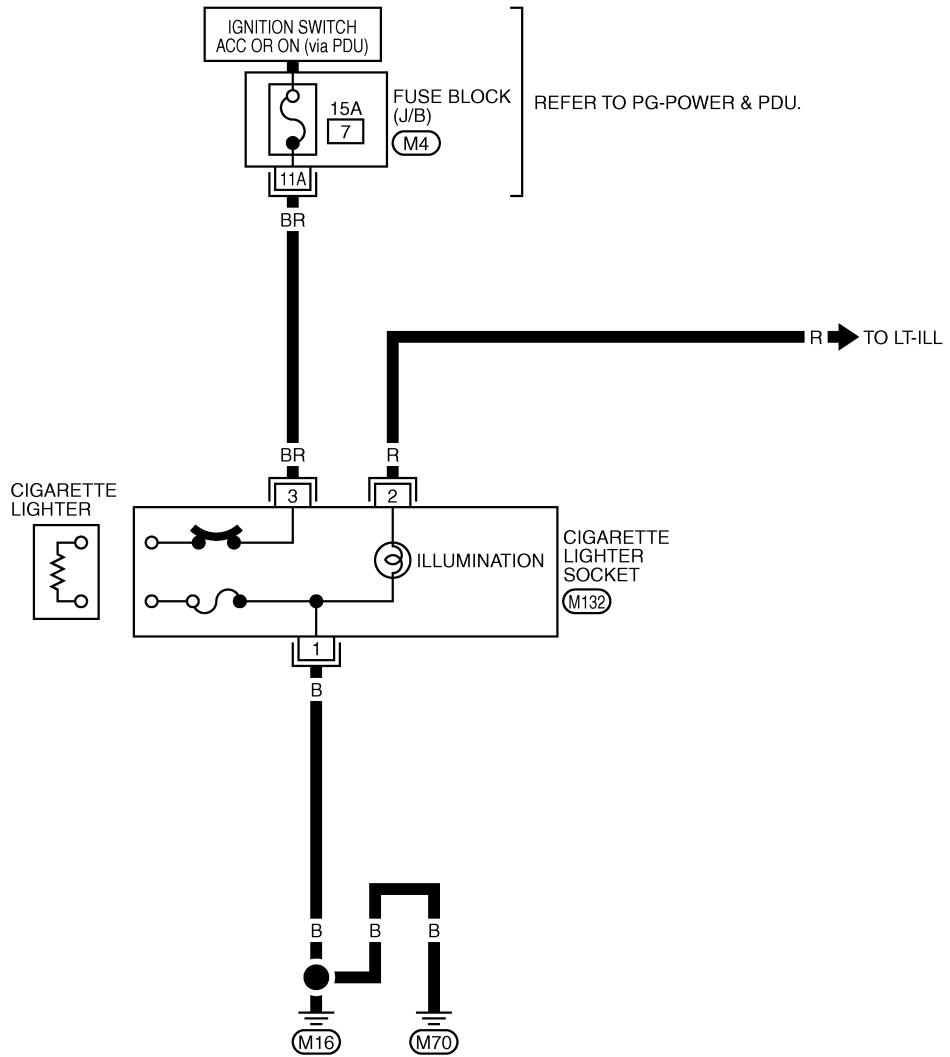 IGNITION SWITCH
ACC OR ON (via PDU)
15A
7
FUSE BLOCK
(J/B)
M4
REFER TO PG-POWER & PDU.
11A
BR
R
TO LT-ILL
BR
R
3
2
CIGARETTE
LIGHTER
ILLUMINATION
CIGARETTE
LIGHTER
SOCKET
M132
1
B
B
B
B
M16
M70